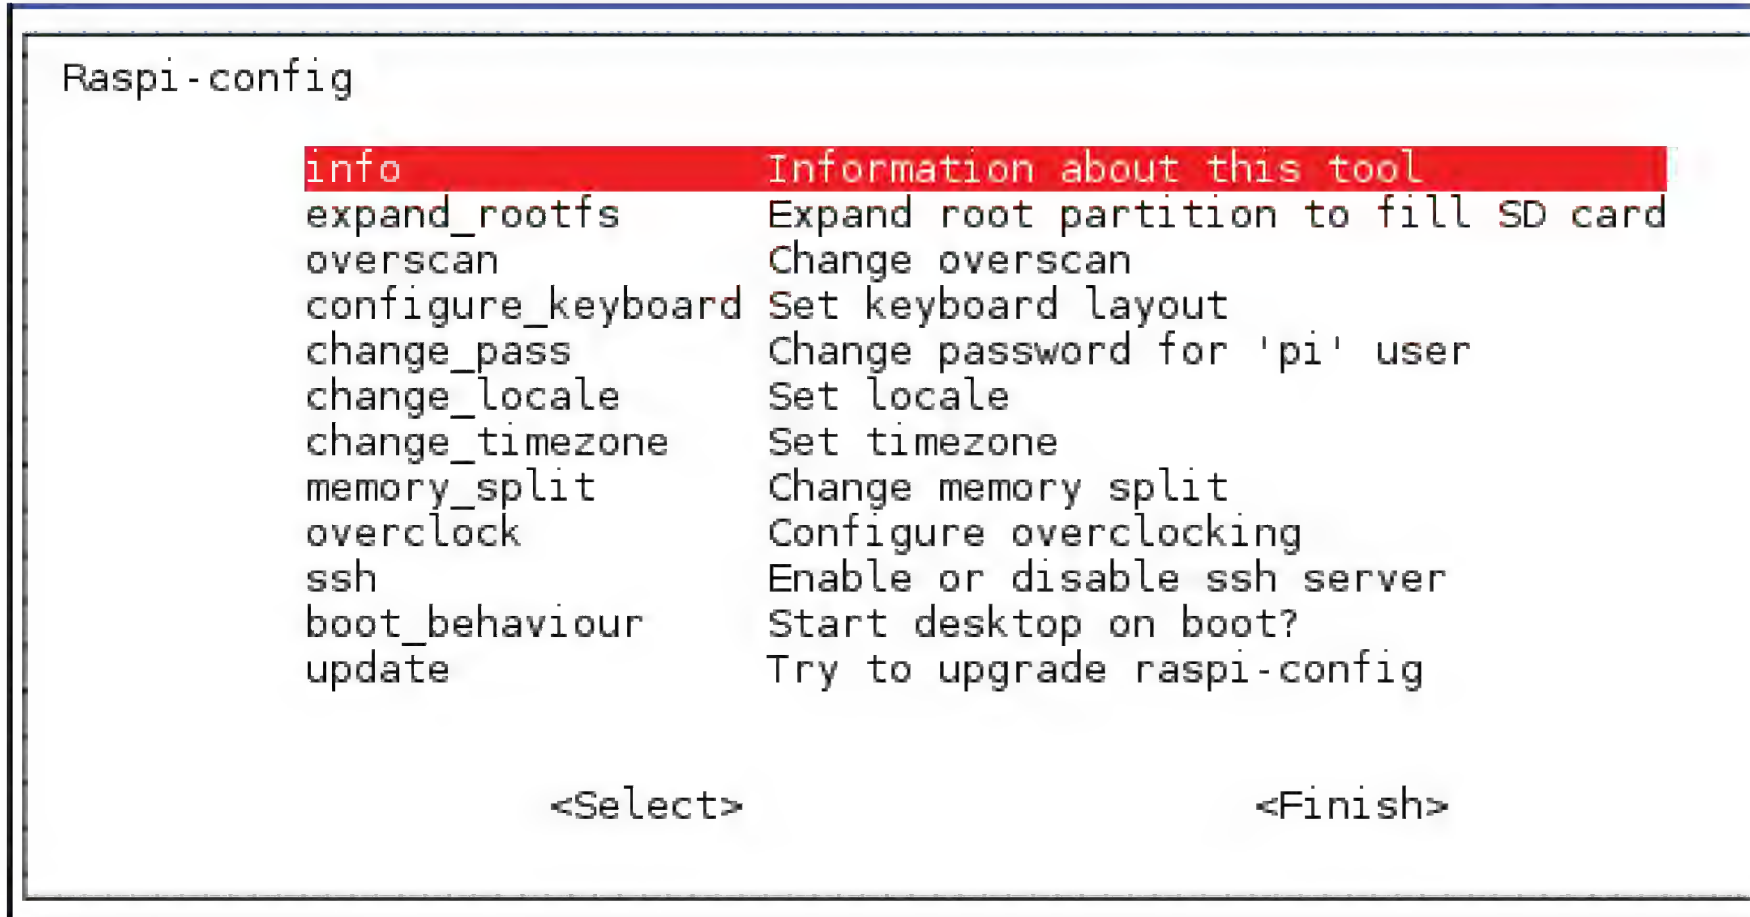 Raspi-config
info Information about this tool
expand_rootfs Expand root partition to fill SD card
overscan Change overscan
configure_keyboard Set keyboard layout
change_pass Change password for 'pi' user
change_locale Set locale
change_timezone Set timezone
memory_split Change memory split
overclock Configure overclocking
ssh Enable or disable ssh server
boot_behaviour Start desktop on boot?
update Try to upgrade raspi-config
<Select> <Finish>